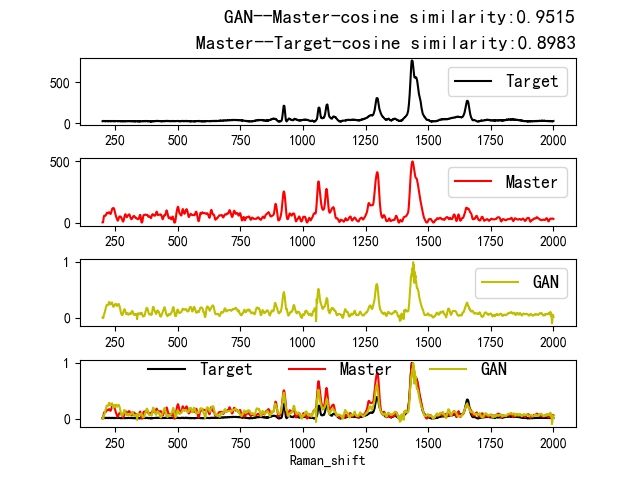 GAN--Master-cosine similarity:0.9515
Master--Target-cosine similarity:0.8983
500
0
Target
250 500 750 1000 1250 1500 1750 2000
500
0
Master
250 500 750 1000 1250 1500 1750 2000
1
0
GAN
250 500 750 1000 1250 1500 1750 2000
1
0
Target Master GAN
250 500 750 1000 1250 1500 1750 2000
Raman_shift